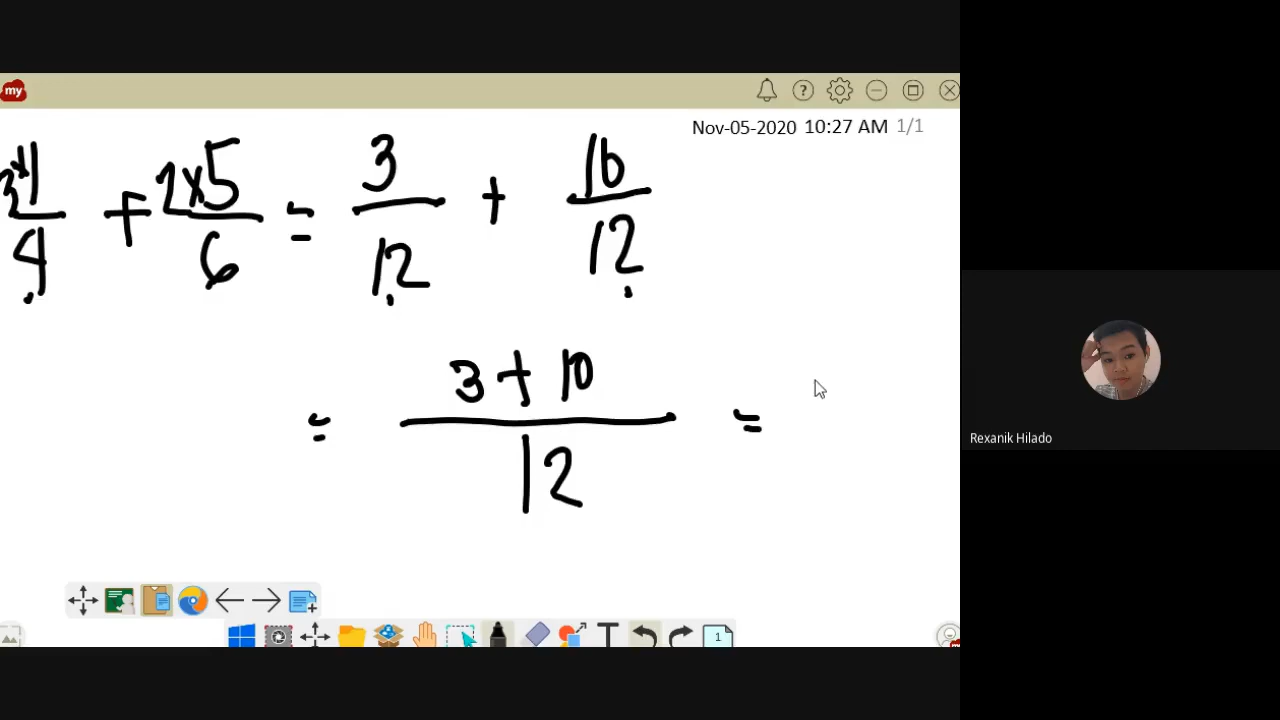 my
Nov-05-2020 10:27 AM 1/1
3x1/4 + 2x5/6 = 3/12 + 10/12
= 3+10/12 =
Rexanik Hilado
T
1